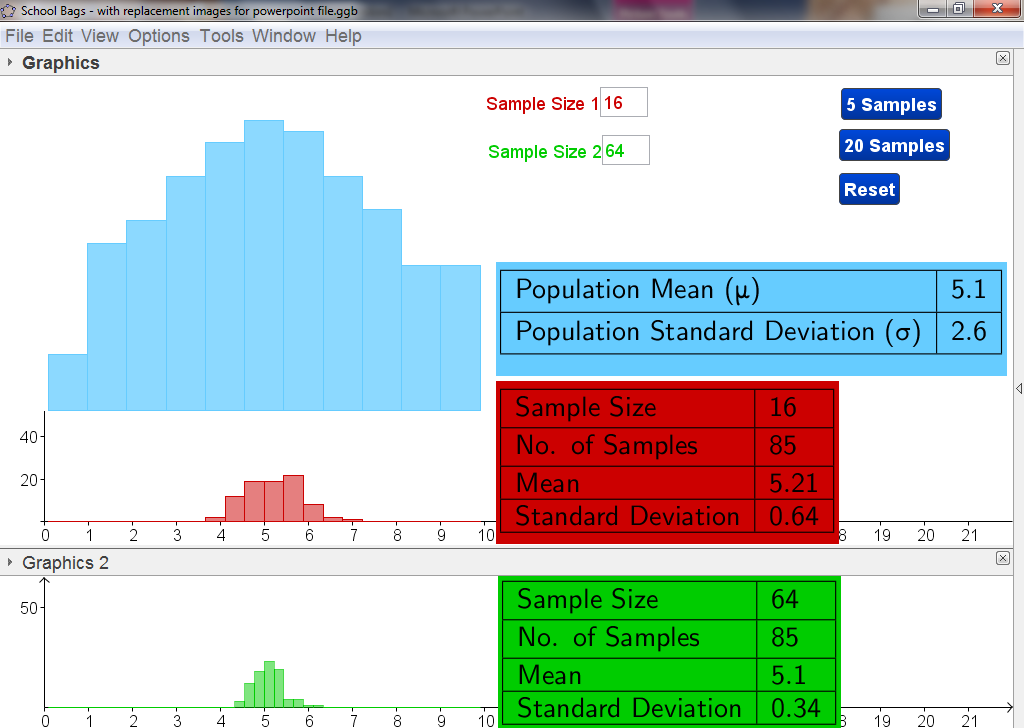 School Bags - with replacement images for powerpoint file.ggb
File Edit View Options Tools Window Help
Graphics
Sample Size 1 16
5 Samples
Sample Size 2 64
20 Samples
Reset
Population Mean (μ) 5.1
Population Standard Deviation (σ) 2.6
Sample Size 16
No. of Samples 85
Mean 5.21
Standard Deviation 0.64
40
20
0 1 2 3 4 5 6 7 8 9 10 8 19 20 21
Graphics 2
50
Sample Size 64
No. of Samples 85
Mean 5.1
Standard Deviation 0.34
0 1 2 3 4 5 6 7 8 9 10 8 19 20 21